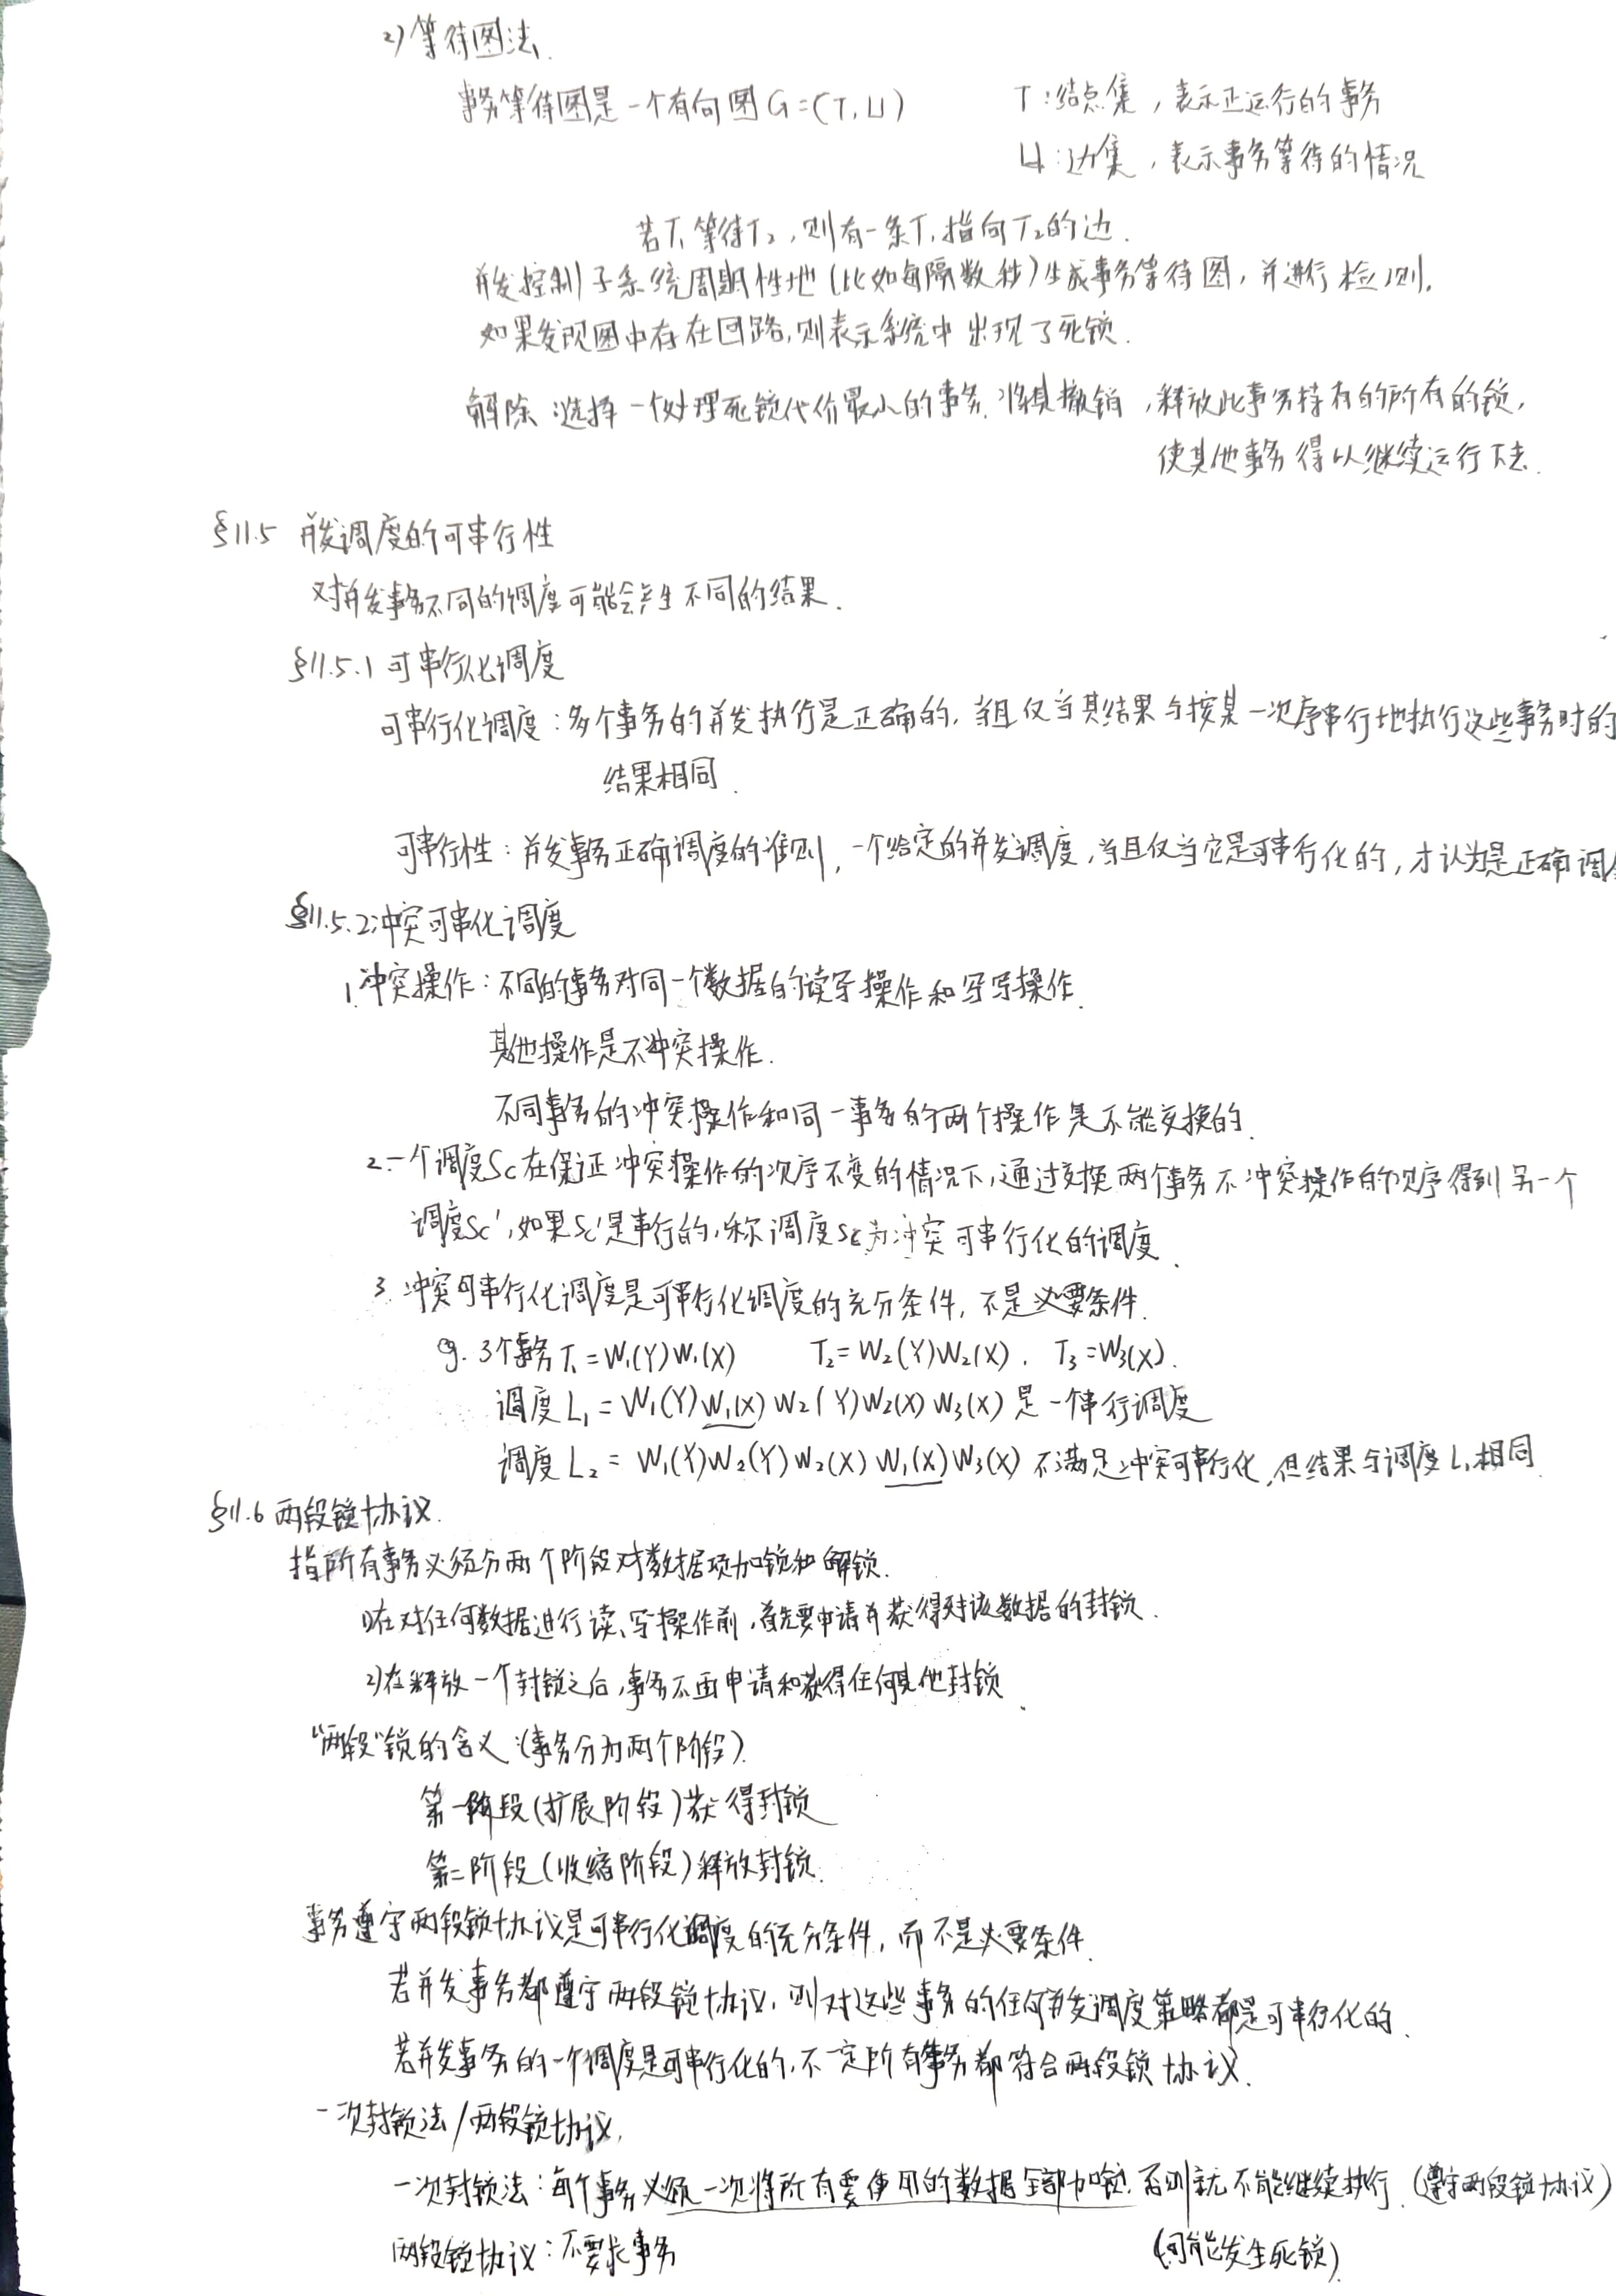 2)等待图法.
事务等待图是一个有向图G=(T,U)
T:结点集,表示正运行的事务
U:边集,表示事务等待的情况
若T₁等待T₂,则有一条T₁指向T₂的边.
并发控制子系统周期性地(比如每隔数秒)生成事务等待图,并进行检测.
如果发现图中存在回路,则表示系统中出现了死锁.
解除:选择一个处理死锁代价最小的事务.将其撤销,释放此事务持有的所有的锁,
使其他事务得以继续运行下去.
§11.5 并发调度的可串行性
对并发事务不同的调度可能会产生不同的结果.
§11.5.1 可串行化调度
可串行化调度:多个事务的并发执行是正确的,当且仅当其结果与按某一次序串行地执行这些事务时的
结果相同.
可串行性:并发事务正确调度的准则,一个给定的并发调度,当且仅当它是可串行化的,才认为是正确调
§11.5.2冲突可串化调度
1.冲突操作:不同的事务对同一个数据的读写操作和写写操作.
其他操作是不冲突操作.
不同事务的冲突操作和同一事务的两个操作是不能交换的.
2.一个调度Sc在保证冲突操作的次序不变的情况下,通过交换两个事务不冲突操作的次序得到另一个
调度Sc',如果Sc'是串行的,称调度Sc为冲突可串行化的调度.
3.冲突可串行化调度是可串行化调度的充分条件,不是必要条件.
eg. 3个事务T₁=W₁(Y)W₁(X) T₂=W₂(Y)W₂(X). T₃=W₃(X).
调度L₁=W₁(Y)W₁(X)W₂(Y)W₂(X)W₃(X)是一个串行调度
调度L₂=W₁(Y)W₂(Y)W₂(X)W₁(X)W₃(X)不满足冲突可串行化,但结果与调度L₁相同.
§11.6 两段锁协议.
指所有事务必须分两个阶段对数据项加锁和解锁.
1)在对任何数据进行读、写操作前,首先要申请并获得对该数据的封锁.
2)在释放一个封锁之后,事务不再申请和获得任何其他封锁.
"两段"锁的含义:(事务分为两个阶段).
第一阶段(扩展阶段)获得封锁
第二阶段(收缩阶段)释放封锁.
事务遵守两段锁协议是可串行化调度的充分条件,而不是必要条件.
若并发事务都遵守两段锁协议,则对这些事务的任何并发调度策略都是可串行化的.
若并发事务的一个调度是可串行化的,不一定所有事务都符合两段锁协议.
一次封锁法/两段锁协议.
一次封锁法:每个事务必须一次将所有要使用的数据全部加锁.否则就不能继续执行.(遵守两段锁协议)
两段锁协议:不要求事务 (可能发生死锁).